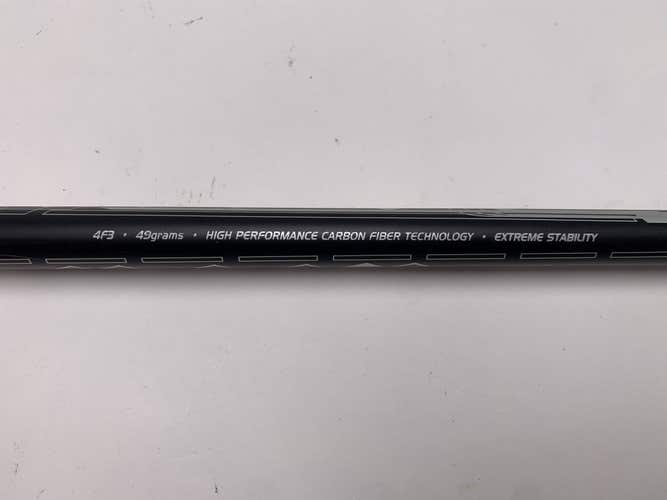 4F3 • 49grams • HIGH PERFORMANCE CARBON FIBER TECHNOLOGY • EXTREME STABILITY